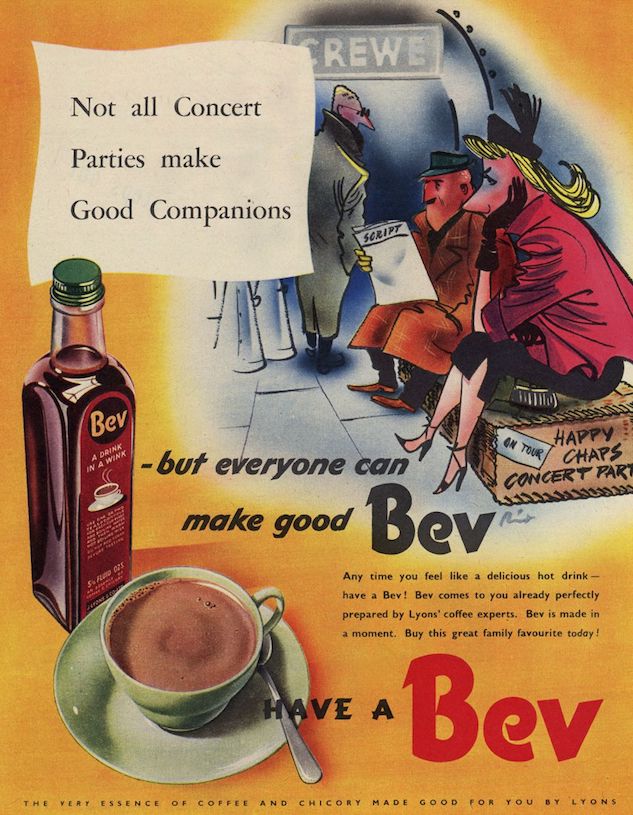 CREWE
Not all Concert
Parties make
Good Companions
SCRIPT
ON TOUR
HAPPY
CHAPS
CONCERT PART
Bev
A DRINK
IN A WINK
5¼ FLUID OZS
- but everyone can
make good Bev
Any time you feel like a delicious hot drink —
have a Bev! Bev comes to you already perfectly
prepared by Lyons' coffee experts. Bev is made in
a moment. Buy this great family favourite today!
HAVE A Bev
THE VERY ESSENCE OF COFFEE AND CHICORY MADE GOOD FOR YOU BY LYONS